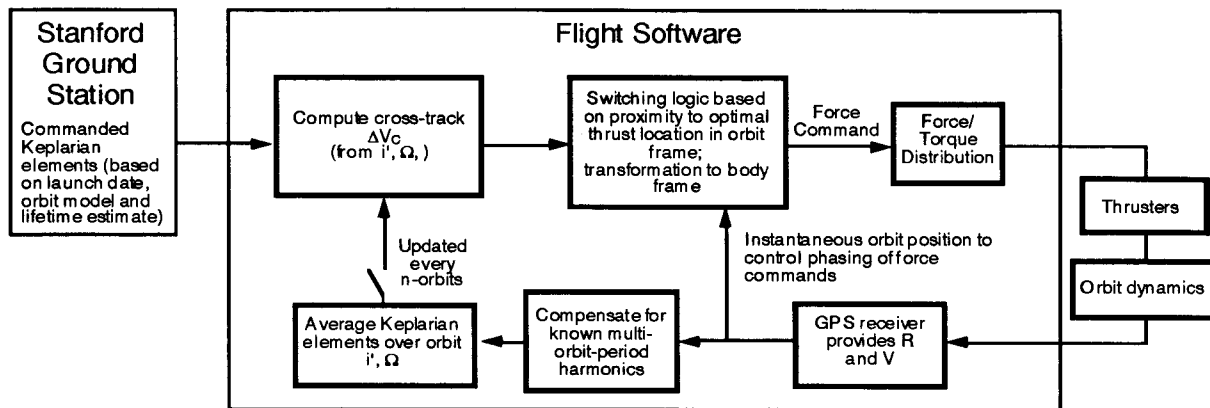 Stanford
Ground
Station
Commanded
Keplarian
elements (based
on launch date,
orbit model and
lifetime estimate)
Flight Software
Compute cross-track
ΔVc
(from i', Ω, )
Switching logic based
on proximity to optimal
thrust location in orbit
frame;
transformation to body
frame
Force
Command
Force/
Torque
Distribution
Thrusters
Orbit dynamics
Updated
every
n-orbits
Instantaneous orbit position to
control phasing of force
commands
Average Keplarian
elements over orbit
i', Ω
Compensate for
known multi-
orbit-period
harmonics
GPS receiver
provides R
and V